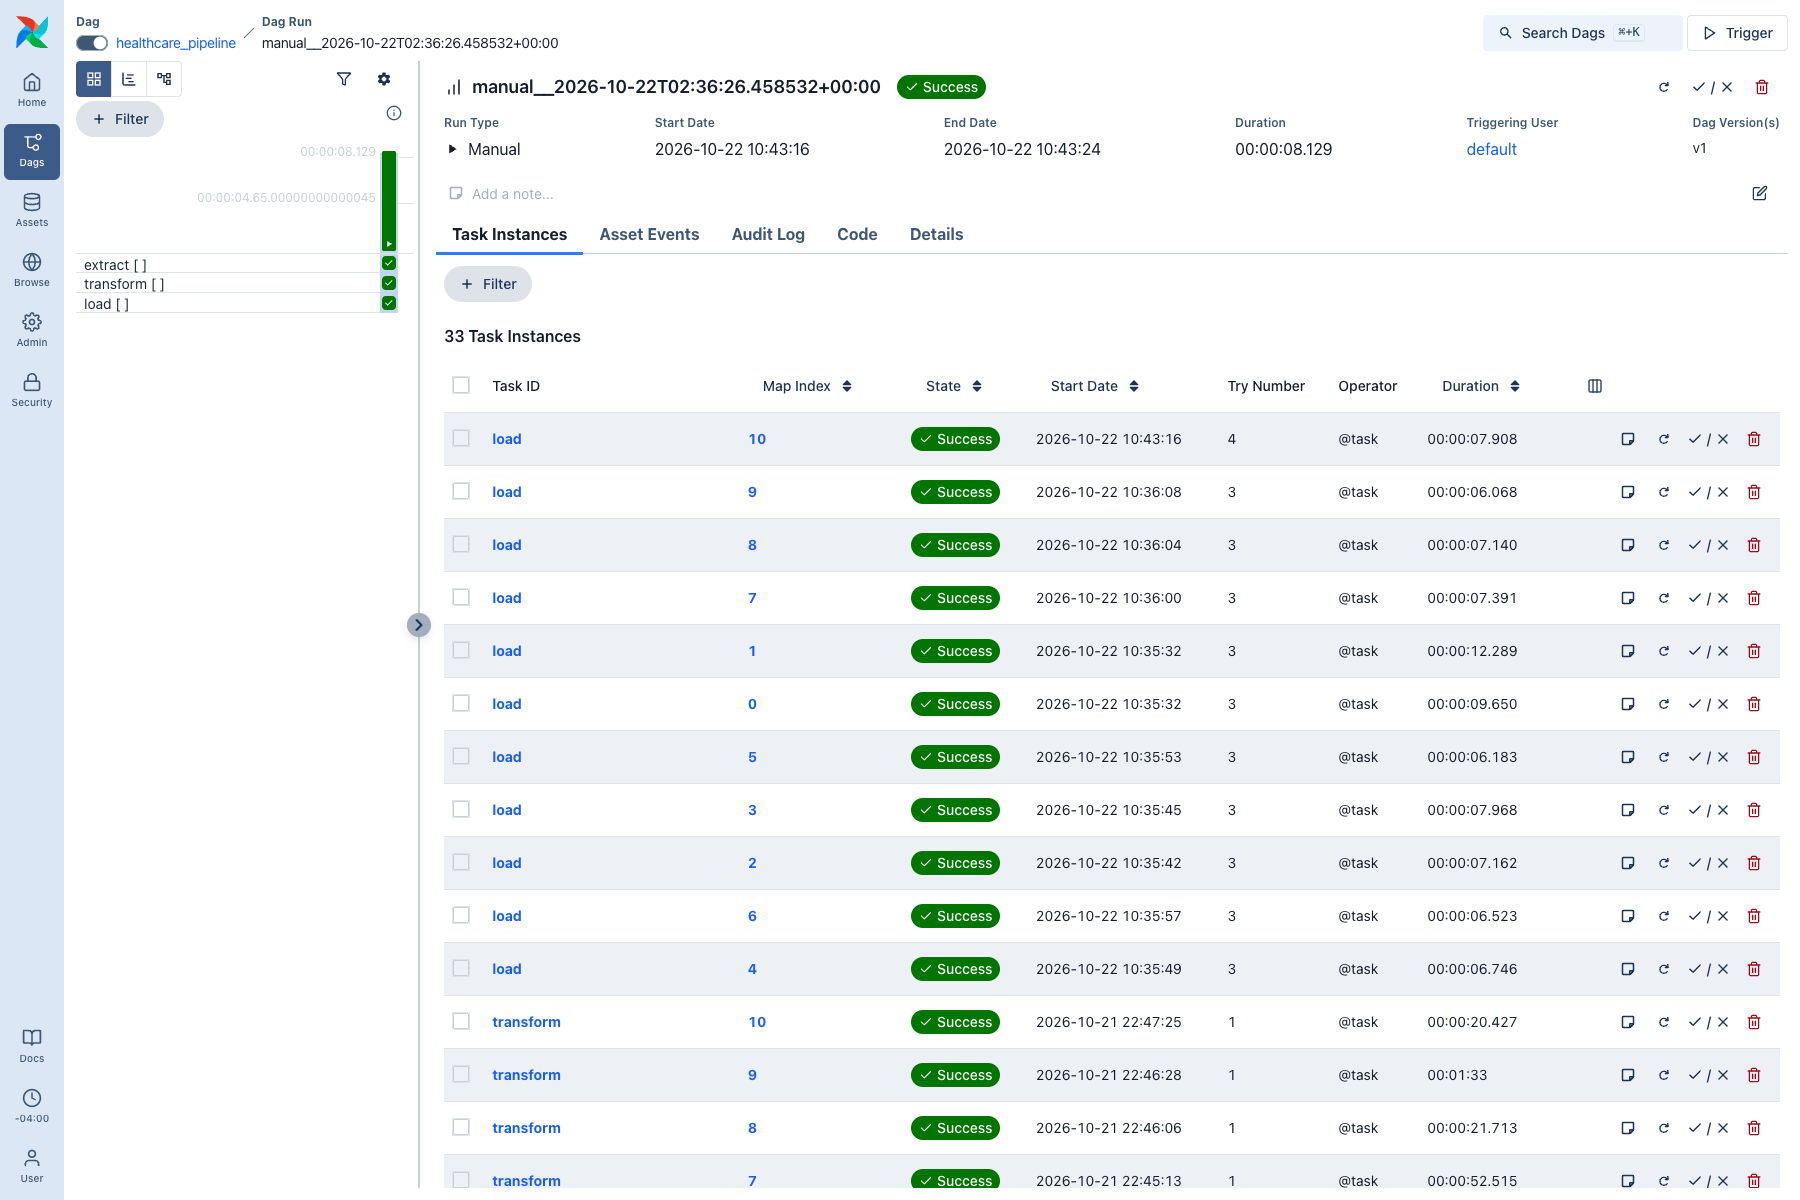 Dag
healthcare_pipeline
/
Dag Run
manual__2026-10-22T02:36:26.458532+00:00
Search Dags ⌘+K
Trigger
Home
Dags
Assets
Browse
Admin
Security
Docs
-04:00
User
Filter
00:00:08.129
00:00:04.65.00000000000045
extract [ ]
transform [ ]
load [ ]
manual__2026-10-22T02:36:26.458532+00:00 Success
Run Type Start Date End Date Duration Triggering User Dag Version(s)
Manual 2026-10-22 10:43:16 2026-10-22 10:43:24 00:00:08.129 default v1
Add a note...
Task Instances Asset Events Audit Log Code Details
Filter
33 Task Instances
Task ID Map Index State Start Date Try Number Operator Duration
load 10 Success 2026-10-22 10:43:16 4 @task 00:00:07.908
load 9 Success 2026-10-22 10:36:08 3 @task 00:00:06.068
load 8 Success 2026-10-22 10:36:04 3 @task 00:00:07.140
load 7 Success 2026-10-22 10:36:00 3 @task 00:00:07.391
load 1 Success 2026-10-22 10:35:32 3 @task 00:00:12.289
load 0 Success 2026-10-22 10:35:32 3 @task 00:00:09.650
load 5 Success 2026-10-22 10:35:53 3 @task 00:00:06.183
load 3 Success 2026-10-22 10:35:45 3 @task 00:00:07.968
load 2 Success 2026-10-22 10:35:42 3 @task 00:00:07.162
load 6 Success 2026-10-22 10:35:57 3 @task 00:00:06.523
load 4 Success 2026-10-22 10:35:49 3 @task 00:00:06.746
transform 10 Success 2026-10-21 22:47:25 1 @task 00:00:20.427
transform 9 Success 2026-10-21 22:46:28 1 @task 00:01:33
transform 8 Success 2026-10-21 22:46:06 1 @task 00:00:21.713
transform 7 Success 2026-10-21 22:45:13 1 @task 00:00:52.515